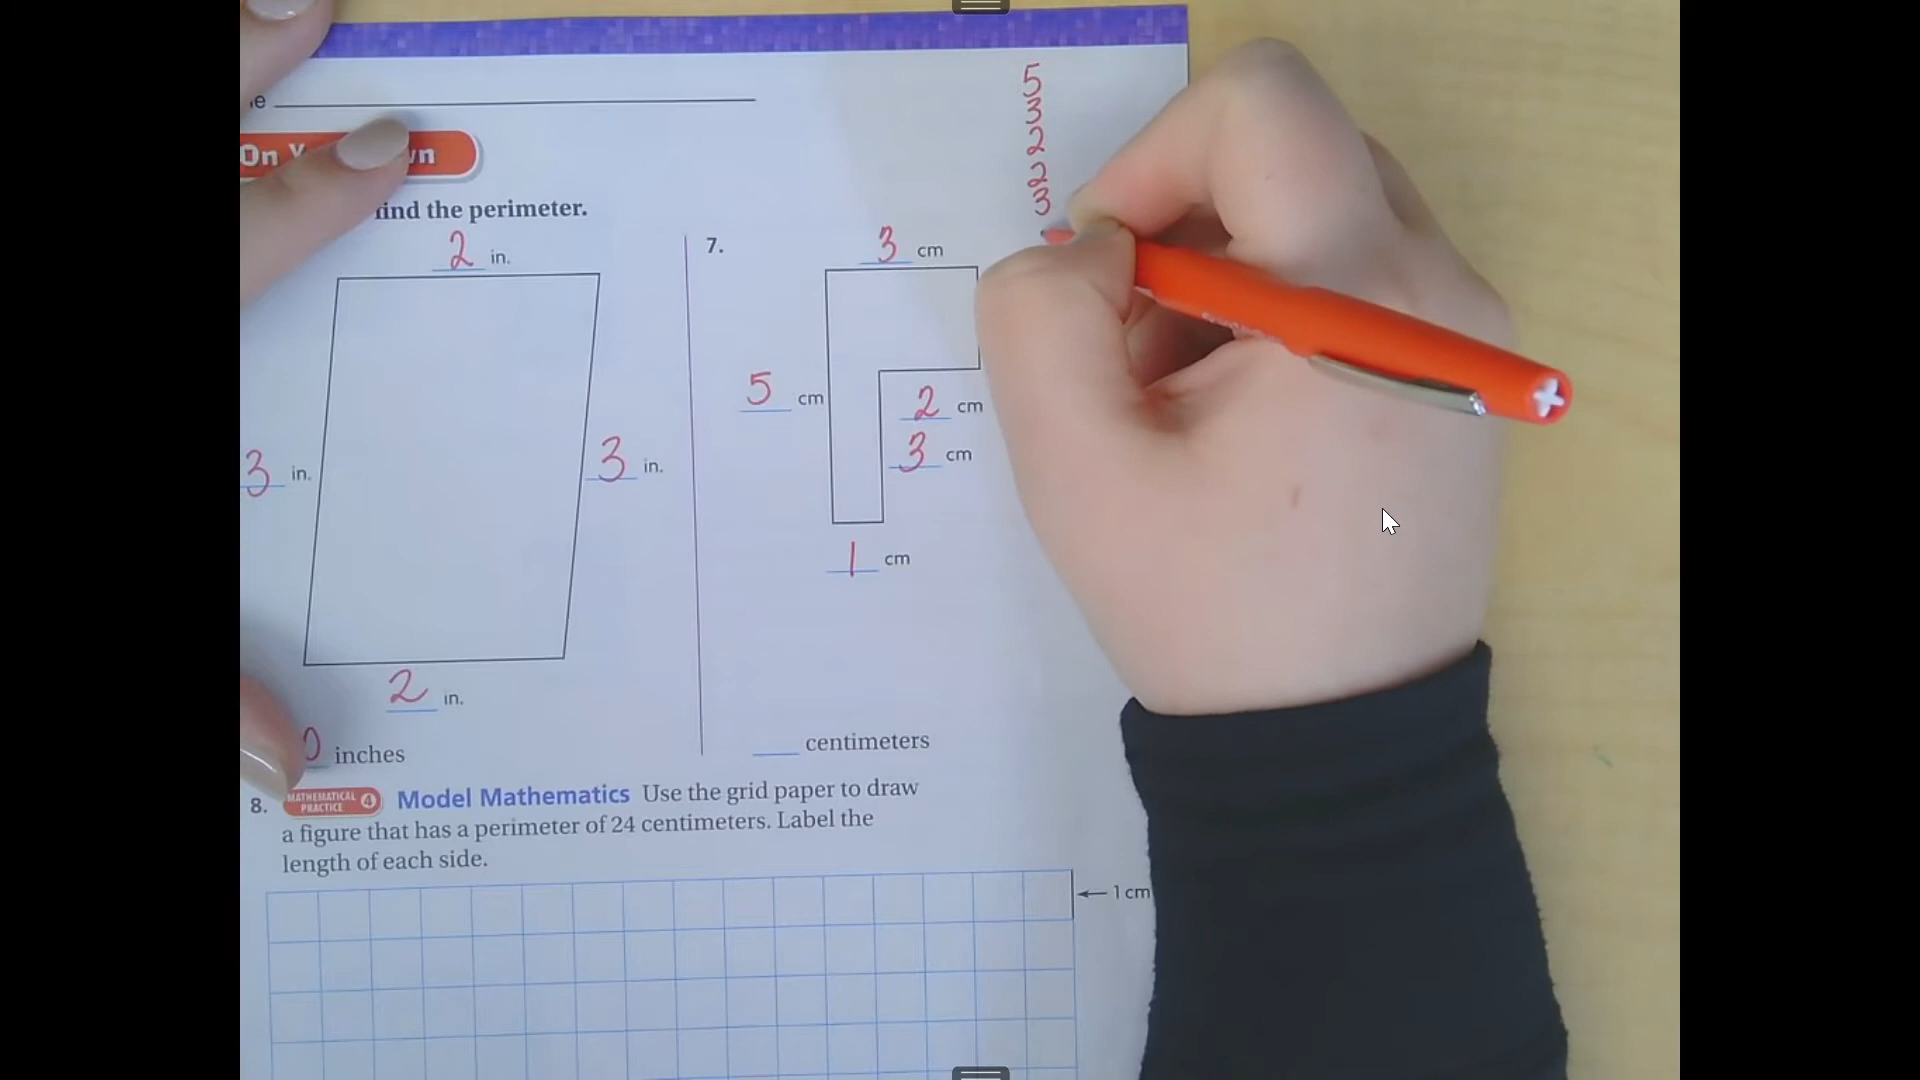 e
On Y wn
find the perimeter.
2 in.
3 in.
3 in.
2 in.
0 inches
7.
3 cm
5 cm
2 cm
3 cm
1 cm
centimeters
5
3
2
2
3
8. MATHEMATICAL PRACTICE 4 Model Mathematics Use the grid paper to draw
a figure that has a perimeter of 24 centimeters. Label the
length of each side.
1 cm